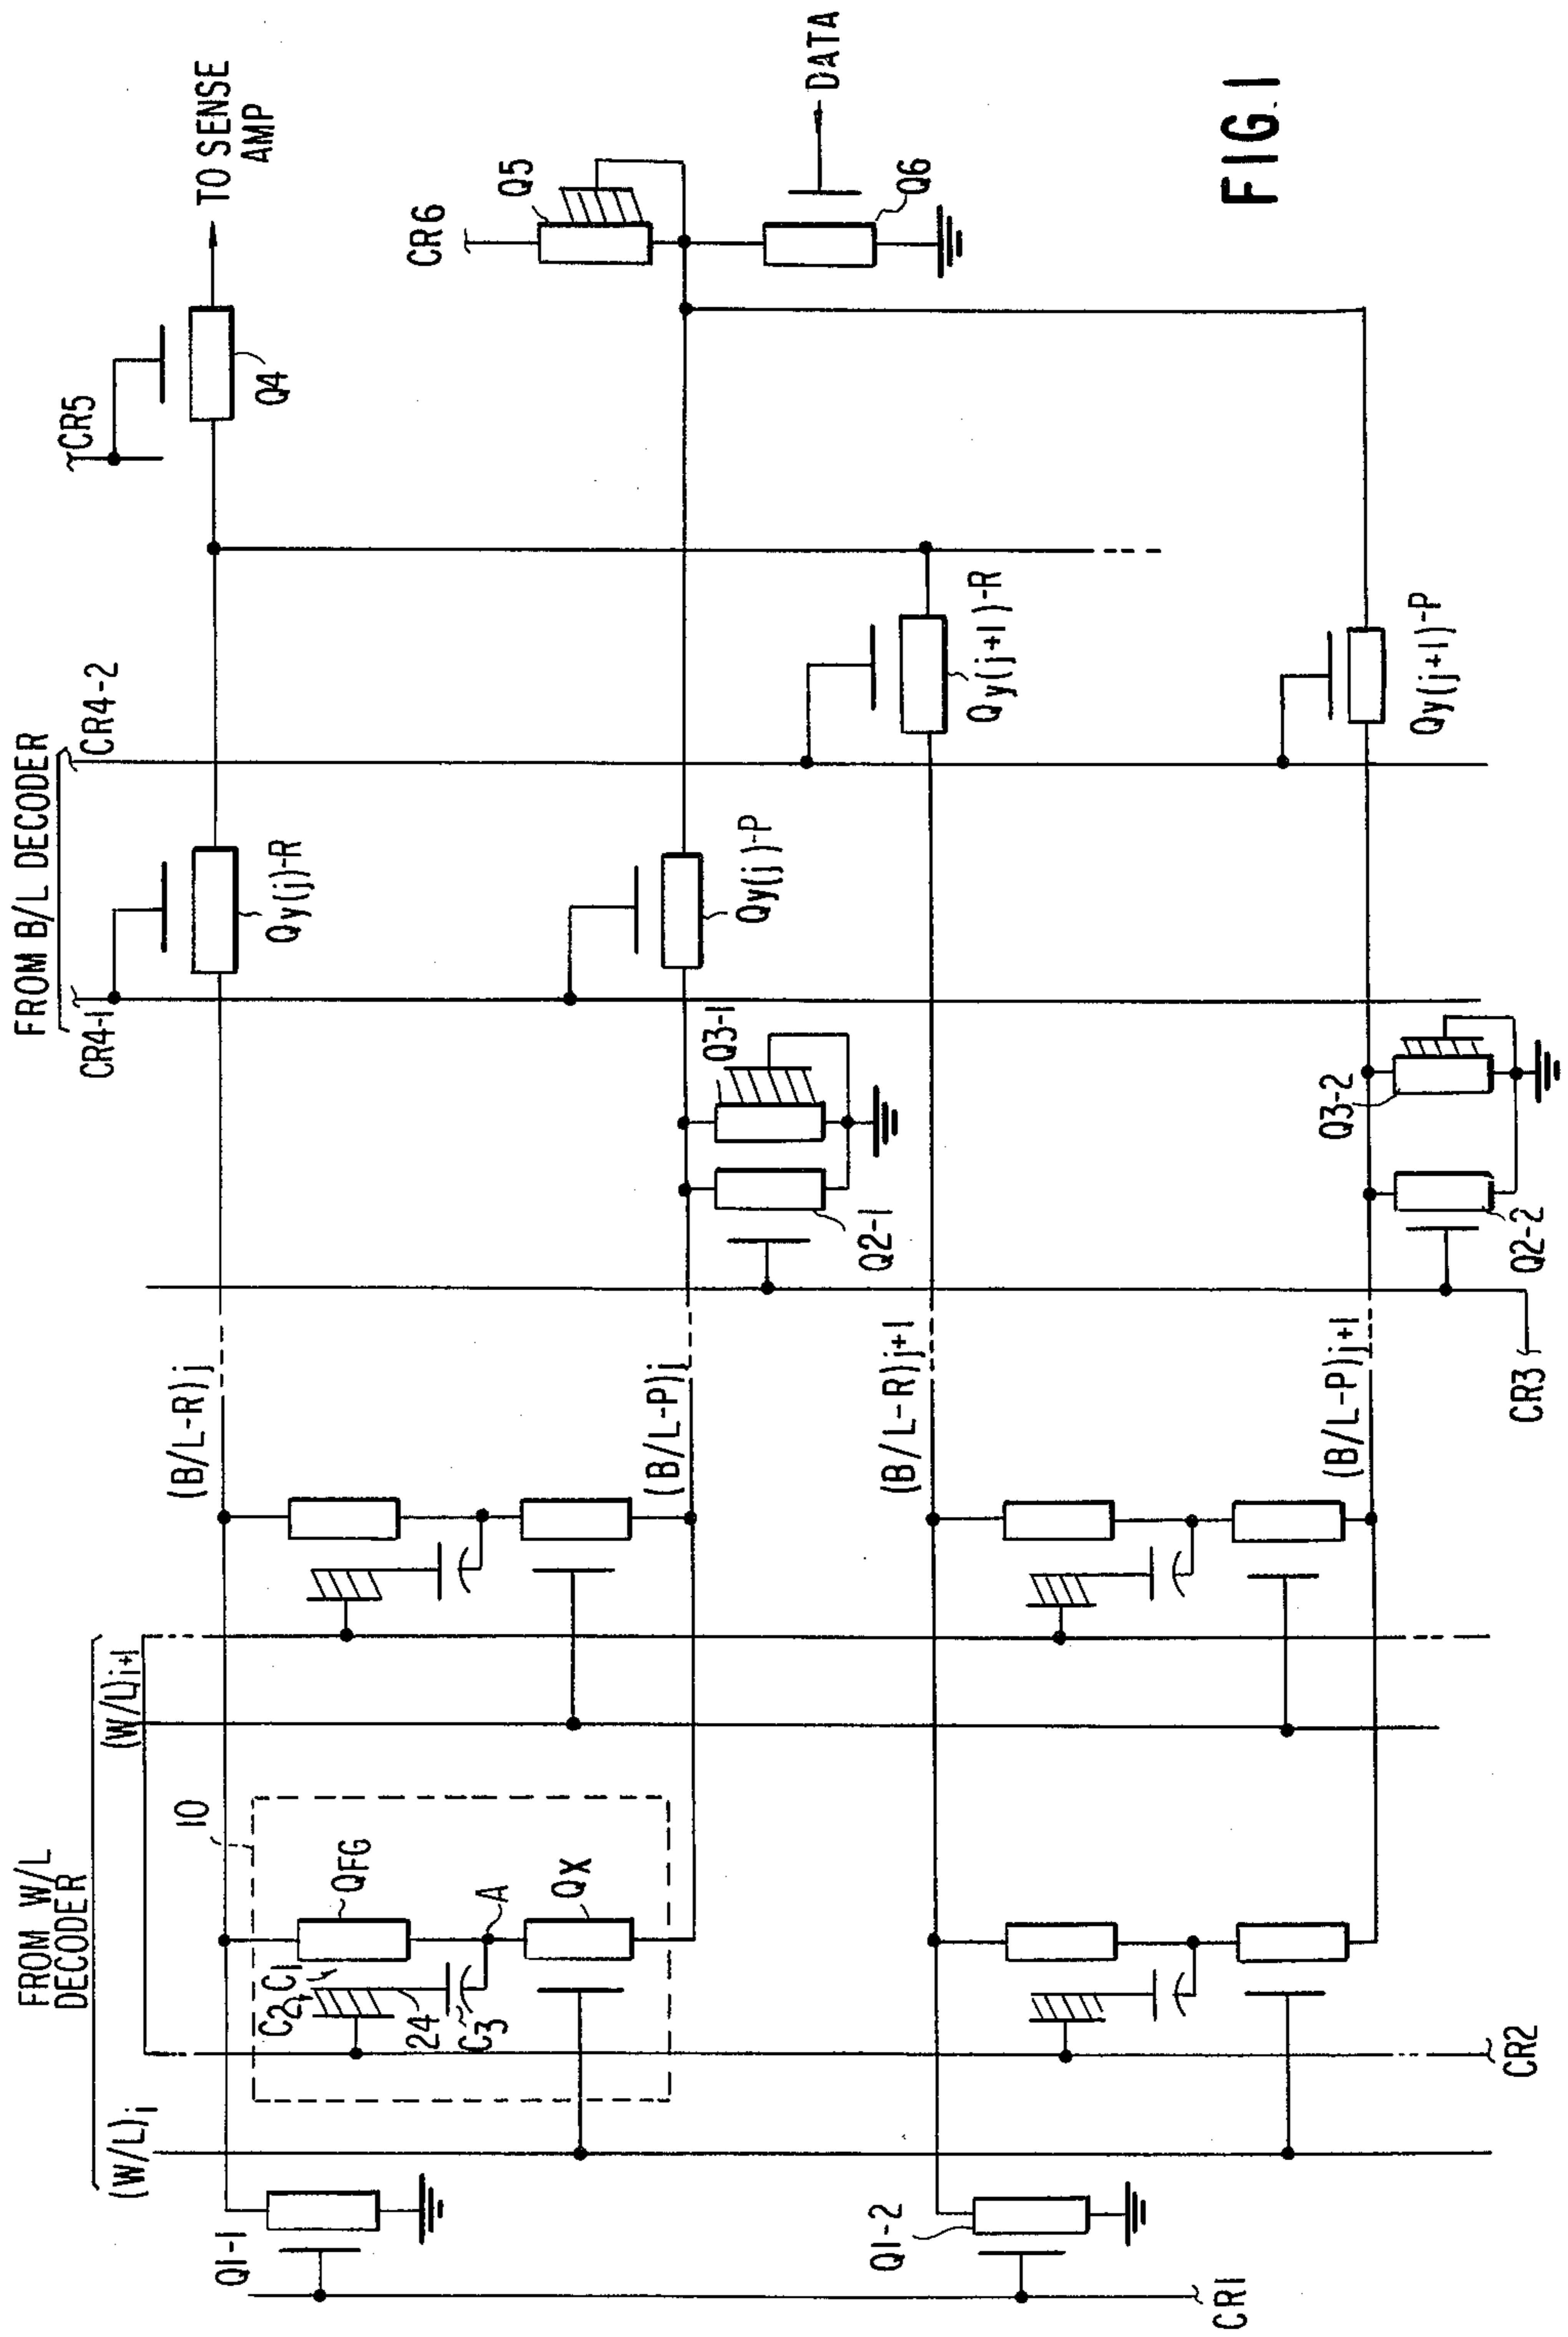 FROM W/L
DECODER
(W/L)i
(W/L)i+1
FROM B/L DECODER
CR4-1
CR4-2
CR5
TO SENSE
AMP
Q1-1
10
C2
C1
QFG
24
C3
A
QX
(B/L-R)j
(B/L-P)j
Q2-1
Q3-1
Qy(j)-R
Qy(j)-P
Q4
CR6
Q5
Q6
DATA
Q1-2
(B/L-R)j+1
(B/L-P)j+1
Q3-2
Q2-2
Qy(j+1)-R
Qy(j+1)-P
CR1
CR2
CR3
FIG.1